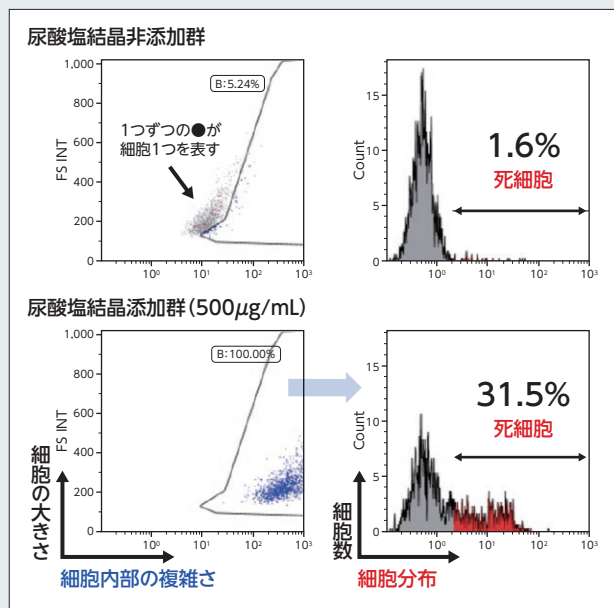 尿酸塩結晶非添加群
1,000
800
600
400
200
0
FS INT
B:5.24%
1つずつの●が
細胞1つを表す
10⁰
10¹
10²
10³
15
10
5
0
Count
1.6%
死細胞
10⁰
10¹
10²
10³
尿酸塩結晶添加群(500μg/mL)
1,000
800
600
400
200
0
FS INT
B:100.00%
細胞の大きさ
10⁰
10¹
10²
10³
細胞内部の複雑さ
15
10
5
0
Count
31.5%
死細胞
細胞数
10⁰
10¹
10²
10³
細胞分布